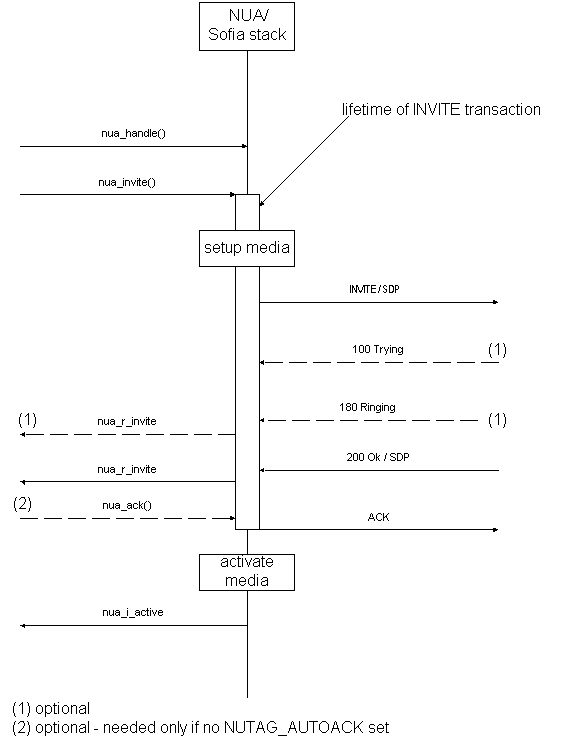 NUA/
Sofia stack
lifetime of INVITE transaction
nua_handle()
nua_invite()
setup media
INVITE / SDP
100 Trying
(1)
180 Ringing
(1)
(1)
nua_r_invite
200 Ok / SDP
nua_r_invite
(2)
nua_ack()
ACK
activate
media
nua_i_active
(1) optional
(2) optional - needed only if no NUTAG_AUTOACK set